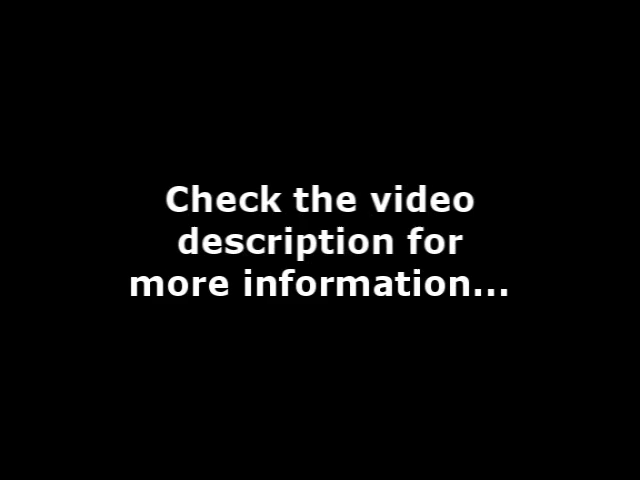 Check the video
description for
more information...